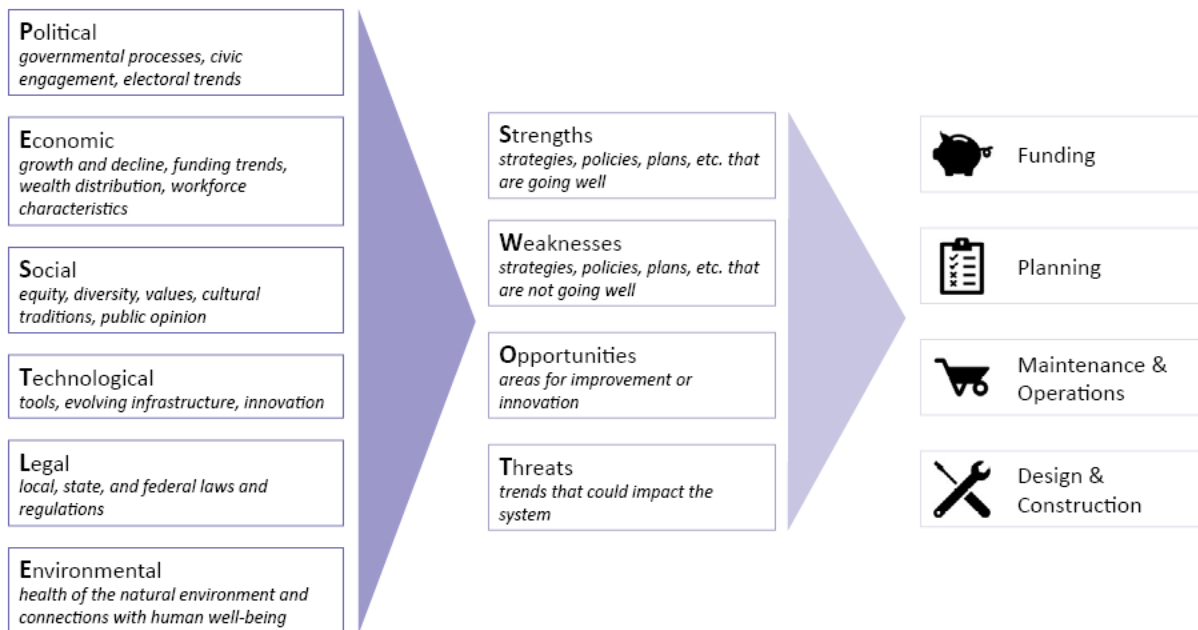 Political
governmental processes, civic
engagement, electoral trends
Economic
growth and decline, funding trends,
wealth distribution, workforce
characteristics
Social
equity, diversity, values, cultural
traditions, public opinion
Technological
tools, evolving infrastructure, innovation
Legal
local, state, and federal laws and
regulations
Environmental
health of the natural environment and
connections with human well-being
Strengths
strategies, policies, plans, etc. that
are going well
Weaknesses
strategies, policies, plans, etc. that
are not going well
Opportunities
areas for improvement or
innovation
Threats
trends that could impact the
system
Funding
Planning
Maintenance &
Operations
Design &
Construction